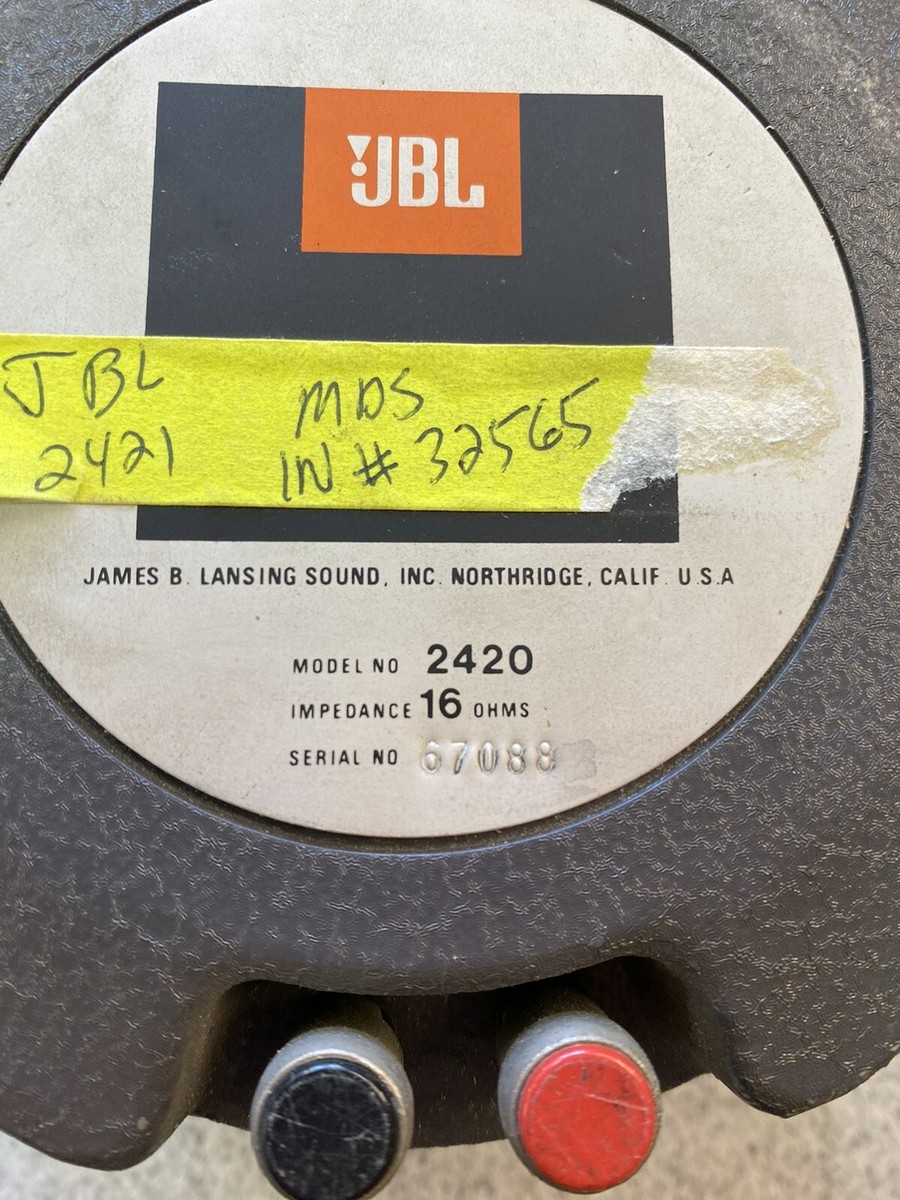 JBL
JBL MDS
2421 IN # 32565
JAMES B. LANSING SOUND, INC. NORTHRIDGE, CALIF. U.S.A
MODEL NO 2420
IMPEDANCE 16 OHMS
SERIAL NO 67088